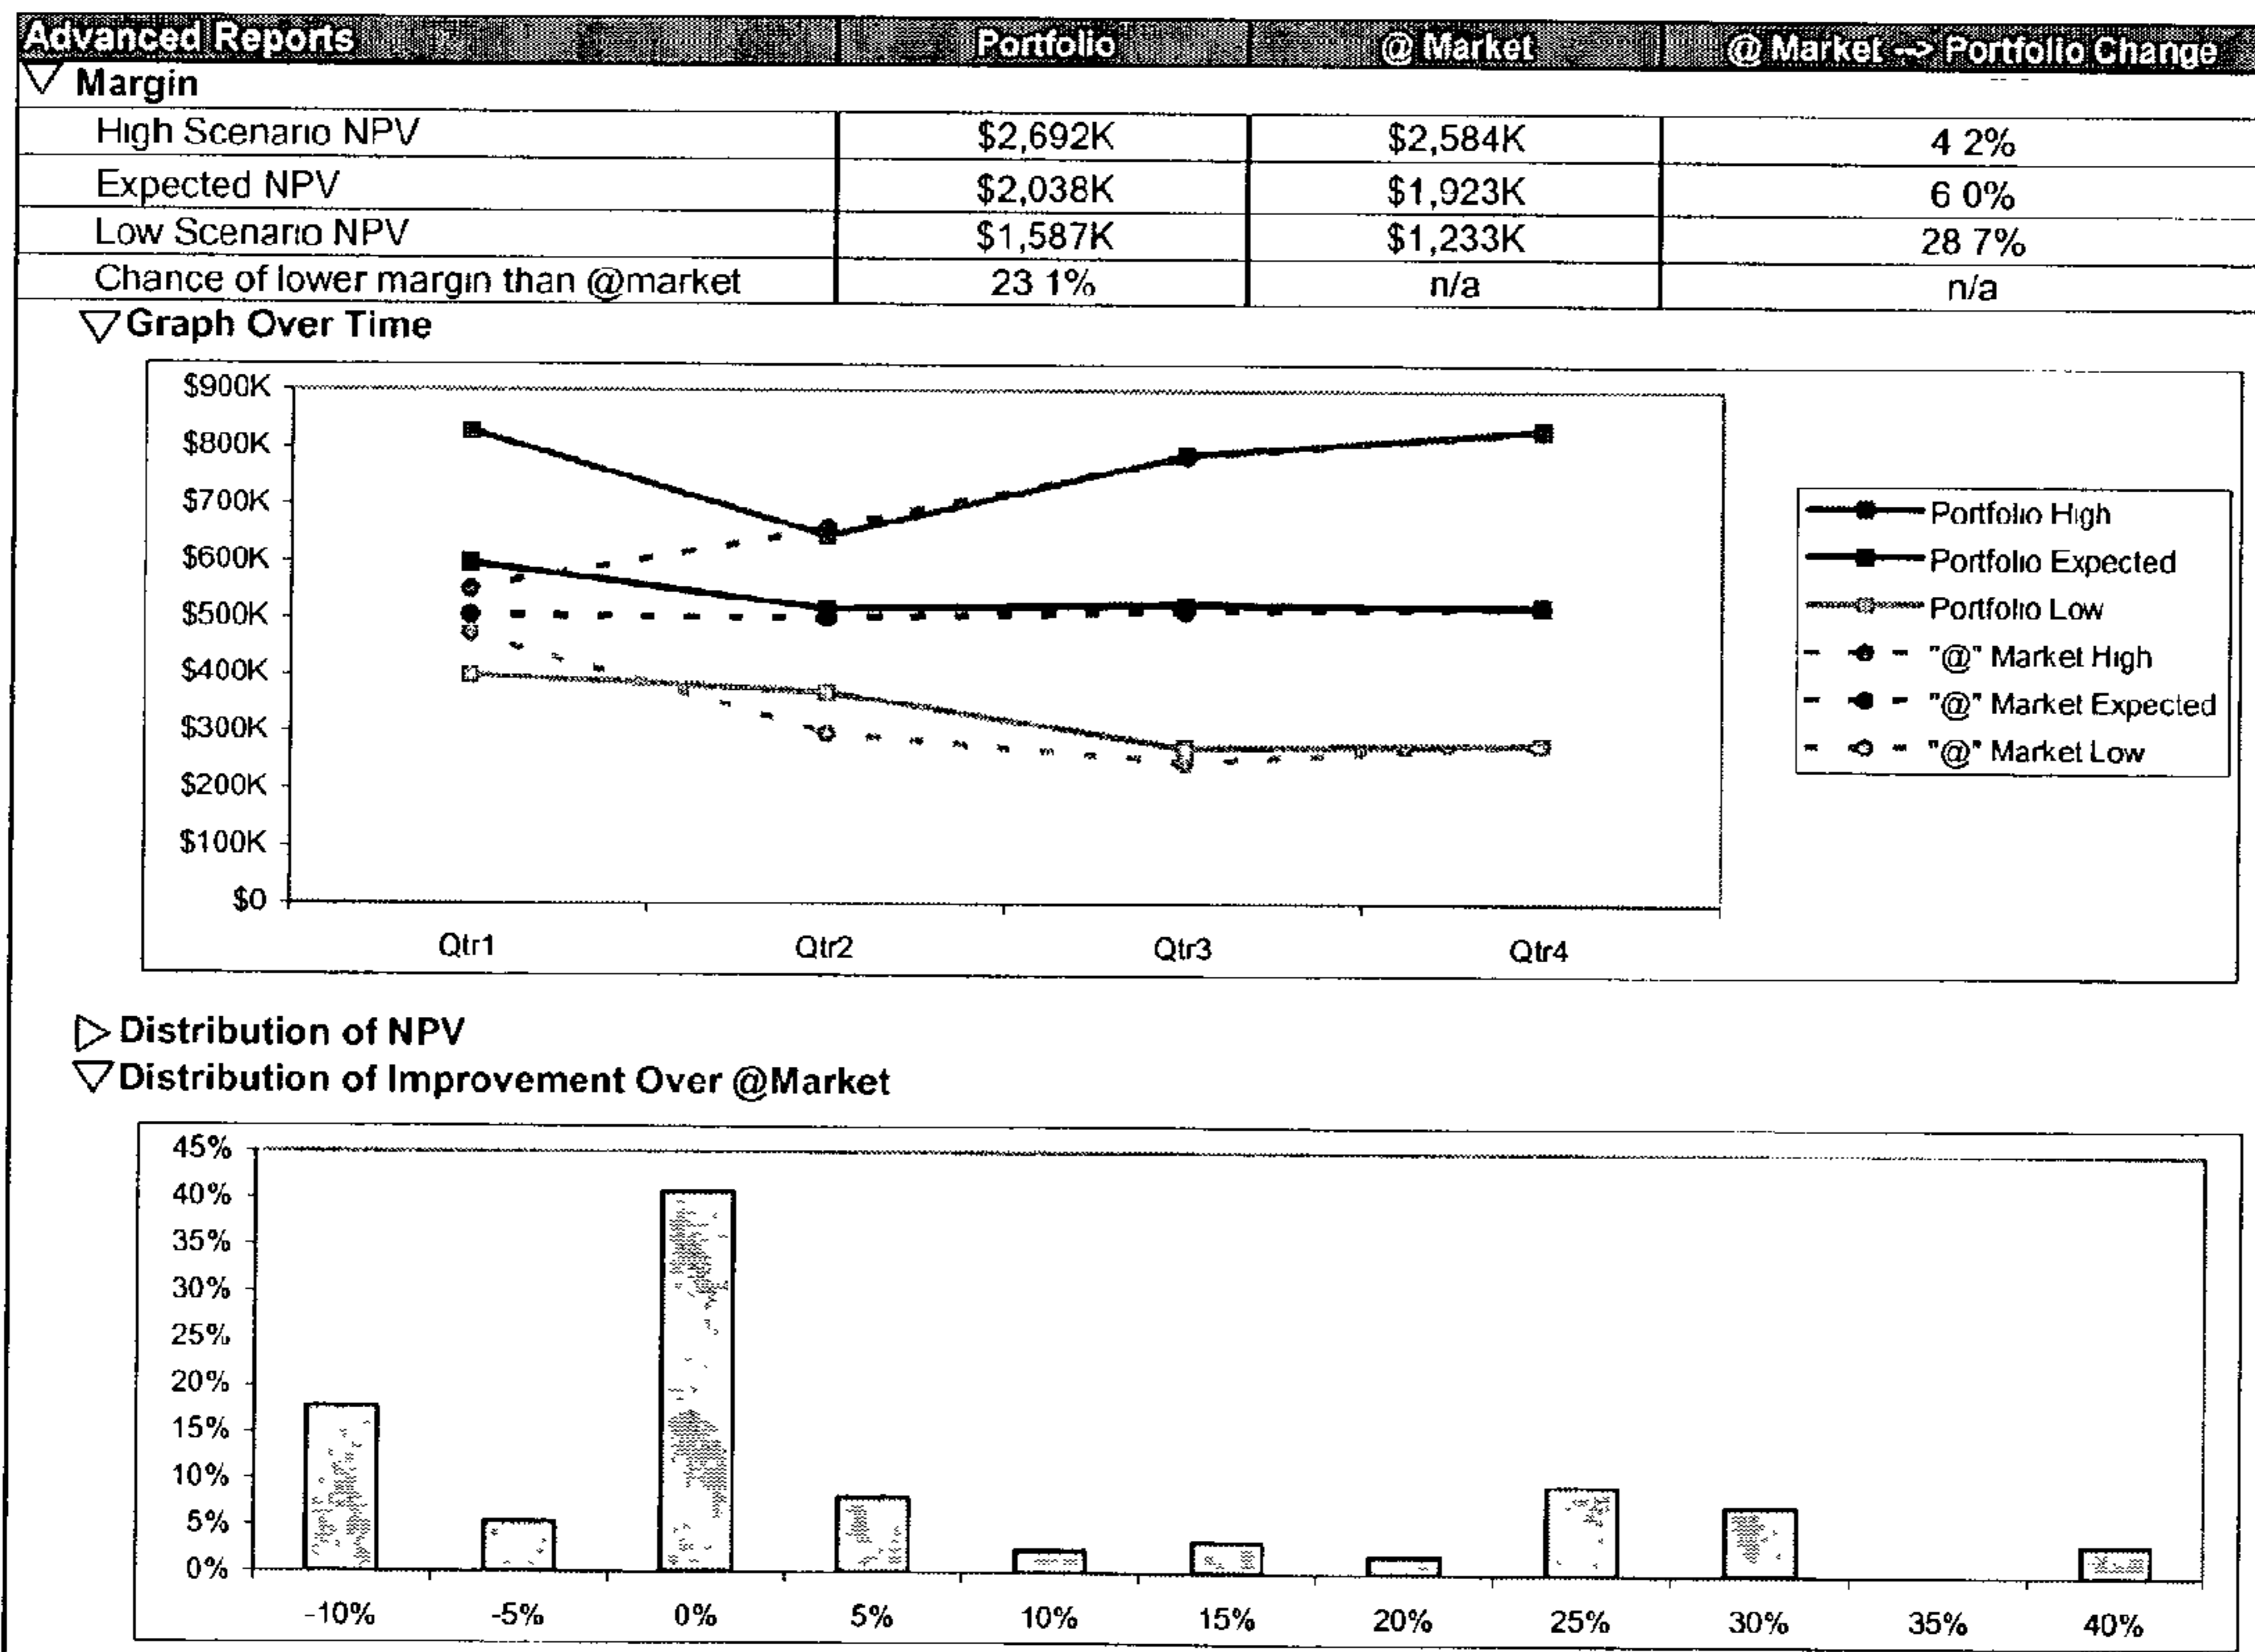 Advanced Reports Portfolio @ Market @ Market --> Portfolio Change
Margin
High Scenario NPV $2,692K $2,584K 4 2%
Expected NPV $2,038K $1,923K 6 0%
Low Scenario NPV $1,587K $1,233K 28 7%
Chance of lower margin than @market 23 1% n/a n/a
Graph Over Time
$900K
$800K
$700K
$600K
$500K
$400K
$300K
$200K
$100K
$0
Qtr1 Qtr2 Qtr3 Qtr4
Portfolio High
Portfolio Expected
Portfolio Low
"@" Market High
"@" Market Expected
"@" Market Low
Distribution of NPV
Distribution of Improvement Over @Market
45%
40%
35%
30%
25%
20%
15%
10%
5%
0%
-10% -5% 0% 5% 10% 15% 20% 25% 30% 35% 40%